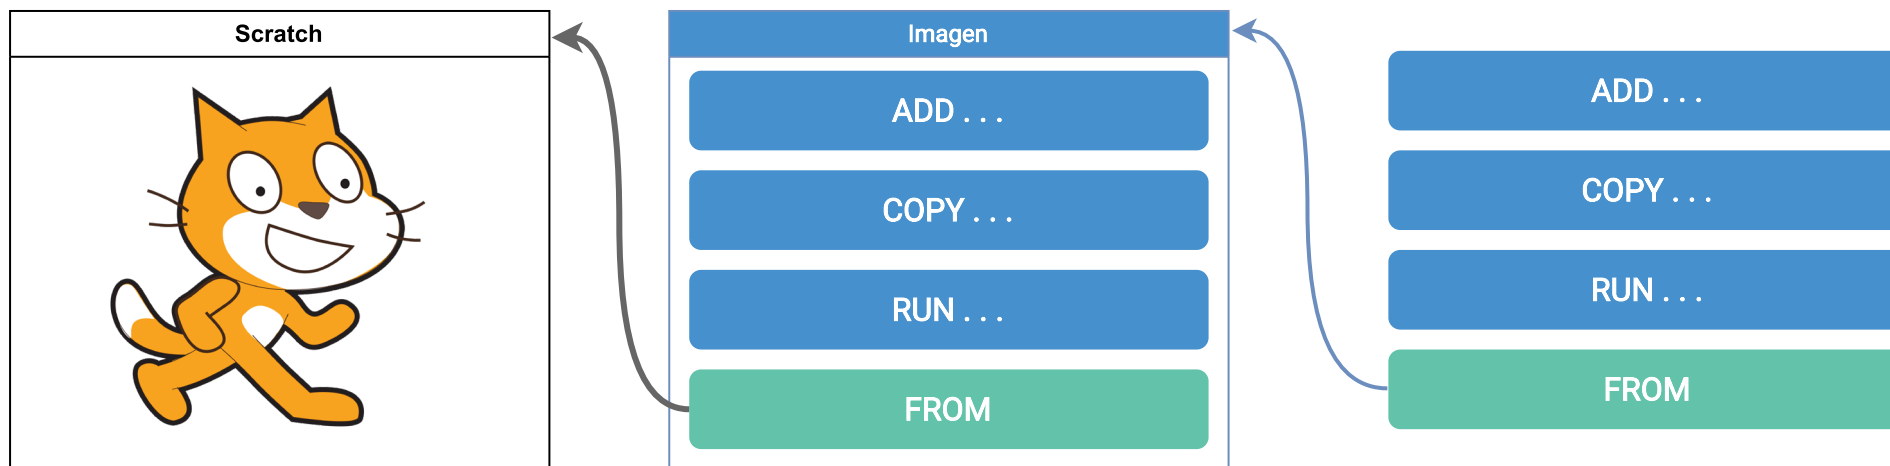 Scratch
Imagen
ADD . . .
COPY . . .
RUN . . .
FROM
ADD . . .
COPY . . .
RUN . . .
FROM